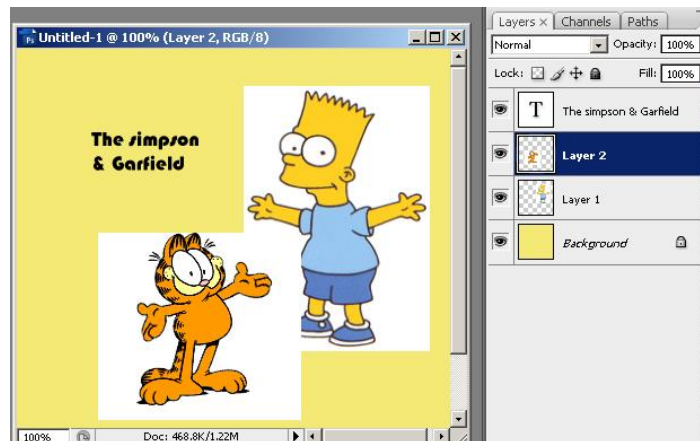 Untitled-1 @ 100% (Layer 2, RGB/8)
The simpson
& Garfield
100%
Doc: 468.8K/1.22M
Layers × Channels Paths
Normal Opacity: 100%
Lock: Fill: 100%
T The simpson & Garfield
Layer 2
Layer 1
Background